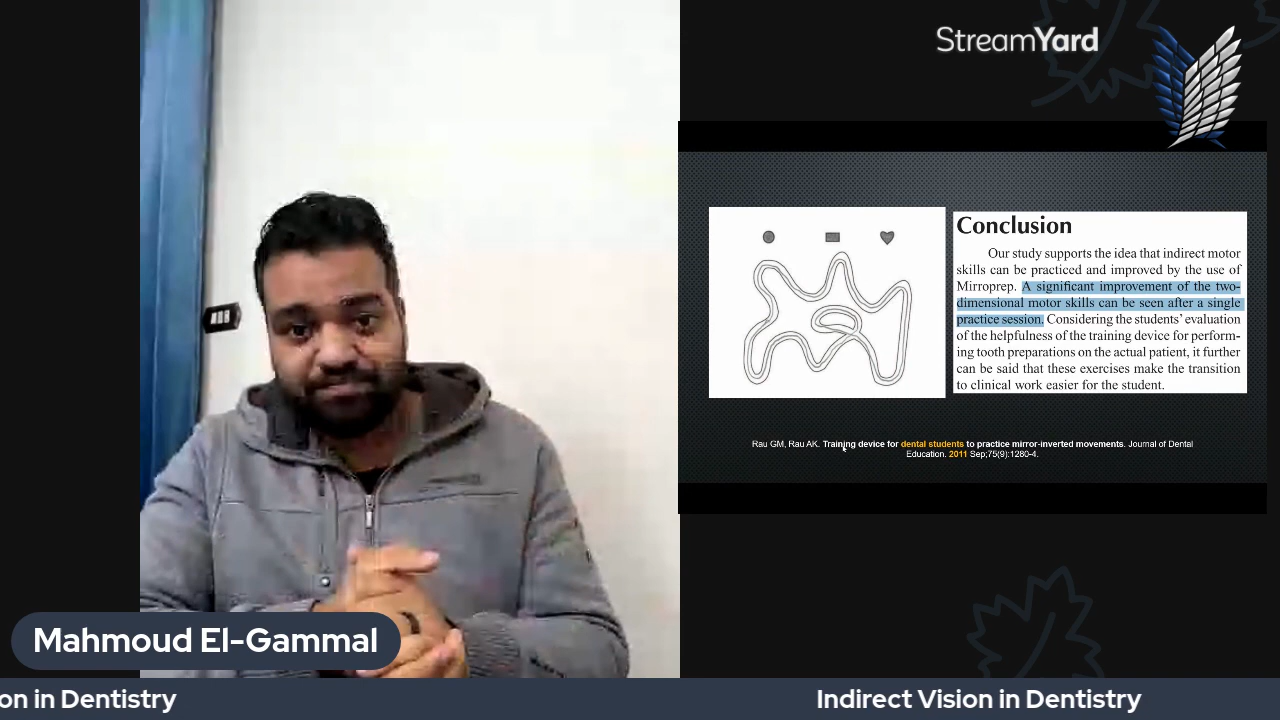 StreamYard
Conclusion
Our study supports the idea that indirect motor
skills can be practiced and improved by the use of
Mirroprep. A significant improvement of the two-
dimensional motor skills can be seen after a single
practice session. Considering the students' evaluation
of the helpfulness of the training device for perform-
ing tooth preparations on the actual patient, it further
can be said that these exercises make the transition
to clinical work easier for the student.
Rau GM, Rau AK. Training device for dental students to practice mirror-inverted movements. Journal of Dental
Education. 2011 Sep;75(9):1280-4.
Mahmoud El-Gammal
on in Dentistry
Indirect Vision in Dentistry